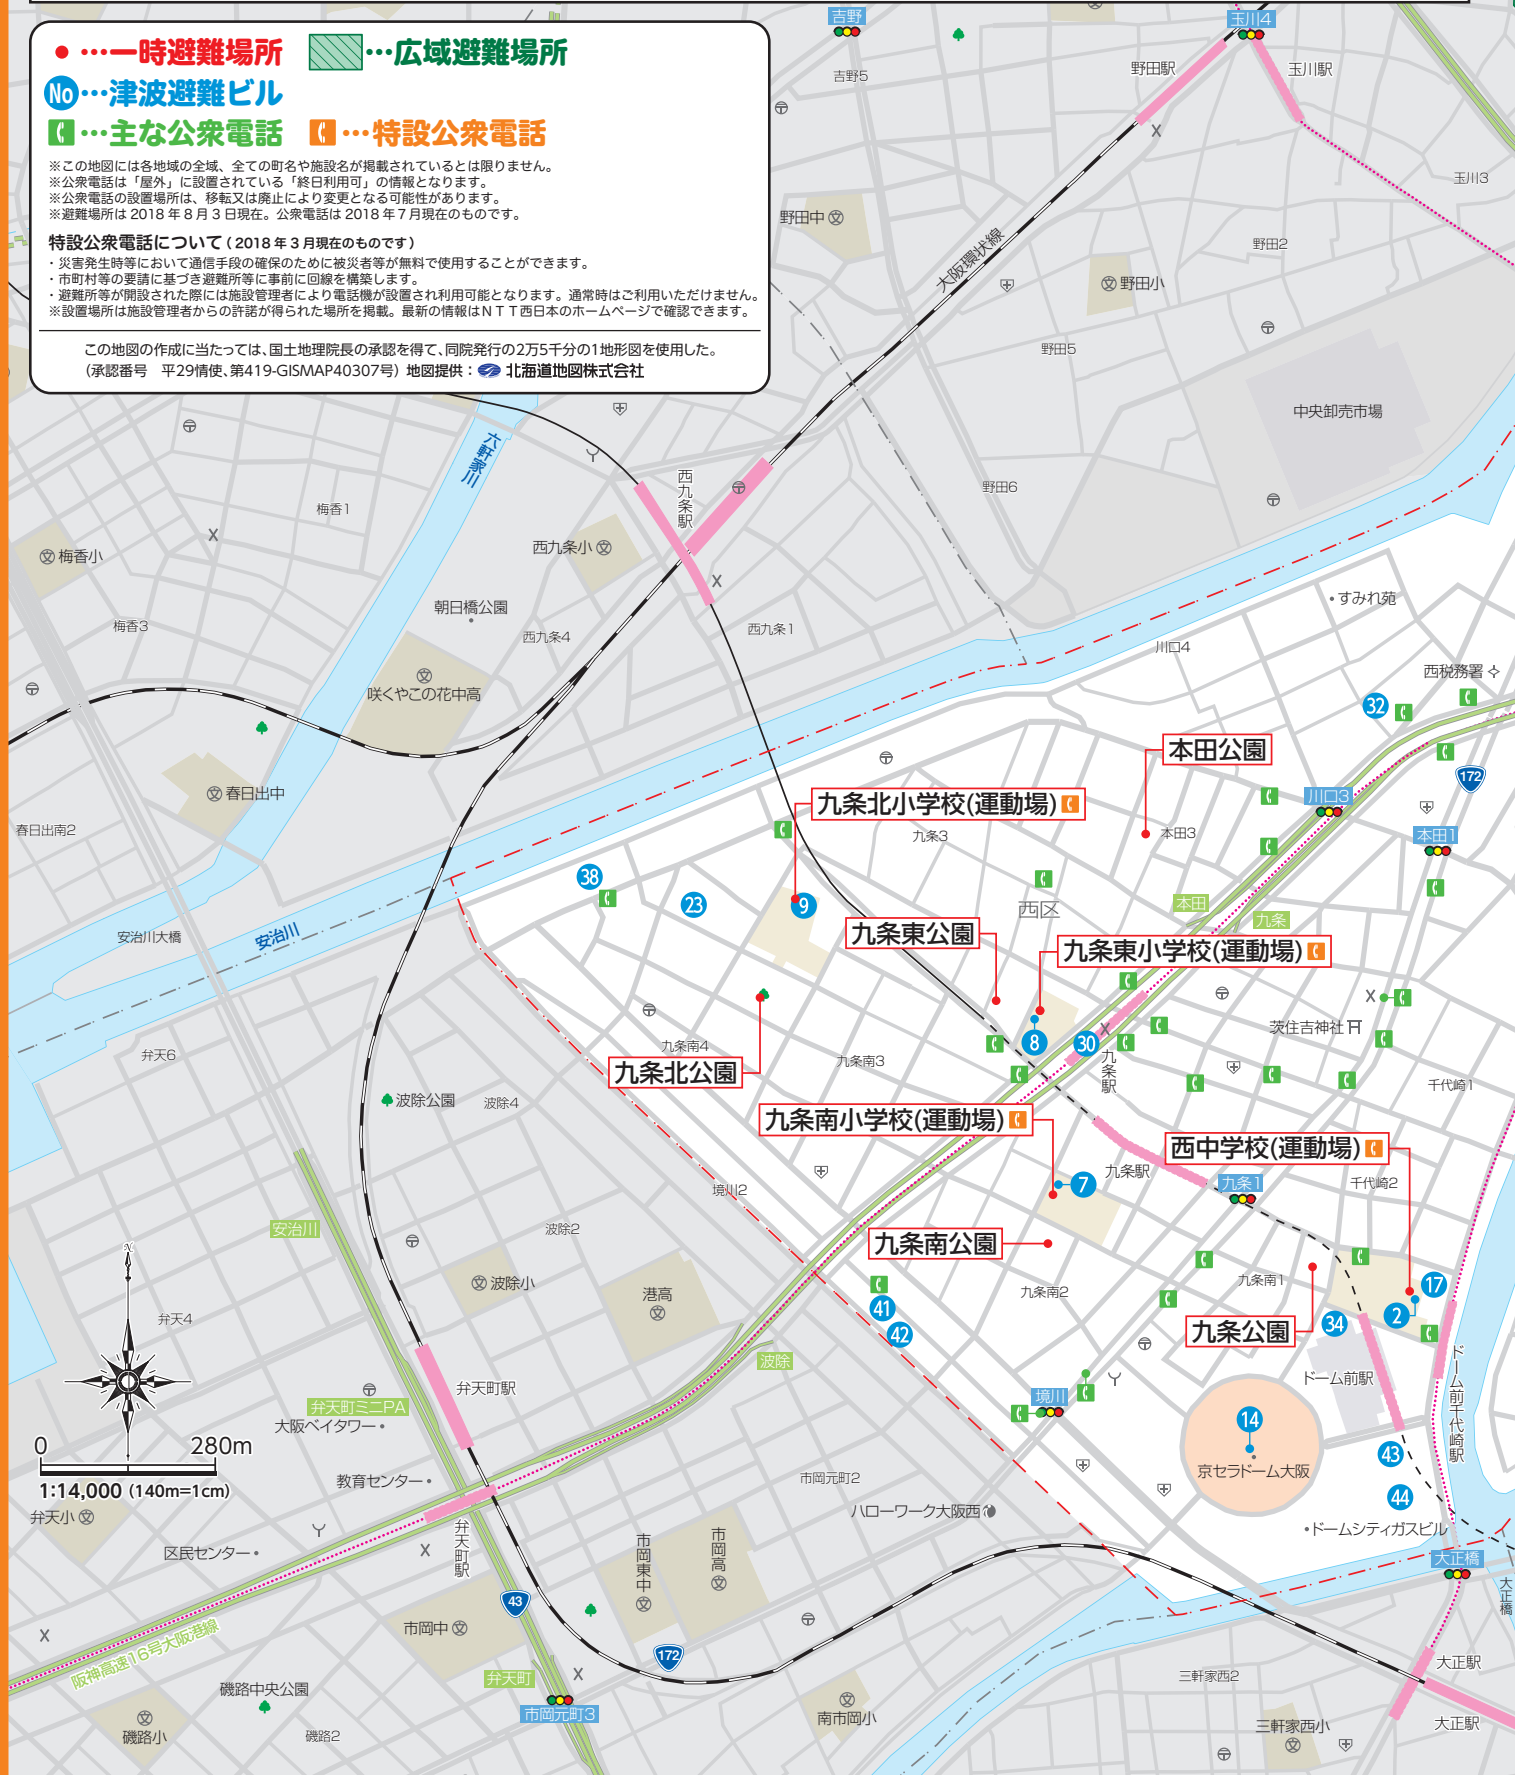 ●…一時避難場所
…広域避難場所
No…津波避難ビル
…主な公衆電話
…特設公衆電話
※この地図には各地域の全域、全ての町名や施設名が掲載されているとは限りません。
※公衆電話は「屋外」に設置されている「終日利用可」の情報となります。
※公衆電話の設置場所は、移転又は廃止により変更となる可能性があります。
※避難場所は2018年8月3日現在。公衆電話は2018年7月現在のものです。
特設公衆電話について(2018年3月現在のものです)
・災害発生時等において通信手段の確保のために被災者等が無料で使用することができます。
・市町村等の要請に基づき避難所等に事前に回線を構築します。
・避難所等が開設された際には施設管理者により電話機が設置され利用可能となります。通常時はご利用いただけません。
※設置場所は施設管理者からの許諾が得られた場所を掲載。最新の情報はNTT西日本のホームページで確認できます。
この地図の作成に当たっては、国土地理院長の承認を得て、同院発行の2万5千分の1地形図を使用した。
(承認番号 平29情使、第419-GISMAP40307号) 地図提供: 北海道地図株式会社
吉野
玉川4
吉野5
野田駅
玉川駅
玉川3
野田中
野田2
大阪環状線
野田小
野田5
中央卸売市場
六軒家川
西九条駅
野田6
梅香1
梅香小
西九条小
すみれ苑
朝日橋公園
梅香3
西九条4
西九条1
川口4
西税務署
咲くやこの花中高
32
本田公園
172
春日出中
川口3
九条北小学校(運動場)
春日出南2
九条3
本田3
本田1
38
23
9
西区
本田
九条
安治川大橋
安治川
九条東公園
九条東小学校(運動場)
茨住吉神社
8
30
九条駅
弁天6
九条南4
九条南3
九条北公園
千代崎1
波除公園
波除4
九条南小学校(運動場)
西中学校(運動場)
九条駅
7
九条1
千代崎2
境川2
安治川
波除2
九条南公園
九条南1
波除小
港高
九条南2
17
41
2
弁天4
42
九条公園
34
波除
ドーム前駅
ドーム前千代崎駅
弁天町駅
境川
弁天町ミニPA
大阪ベイタワー
14
N
0
280m
43
教育センター
京セラドーム大阪
市岡元町2
1:14,000 (140m=1cm)
44
弁天小
ハローワーク大阪西
ドームシティガスビル
弁天町駅
区民センター
市岡東中
市岡高
大正橋
大正橋
43
市岡中
阪神高速16号大阪港線
172
大正駅
弁天町
三軒家西2
磯路中央公園
市岡元町3
南市岡小
大正駅
三軒家西小
磯路小
磯路2